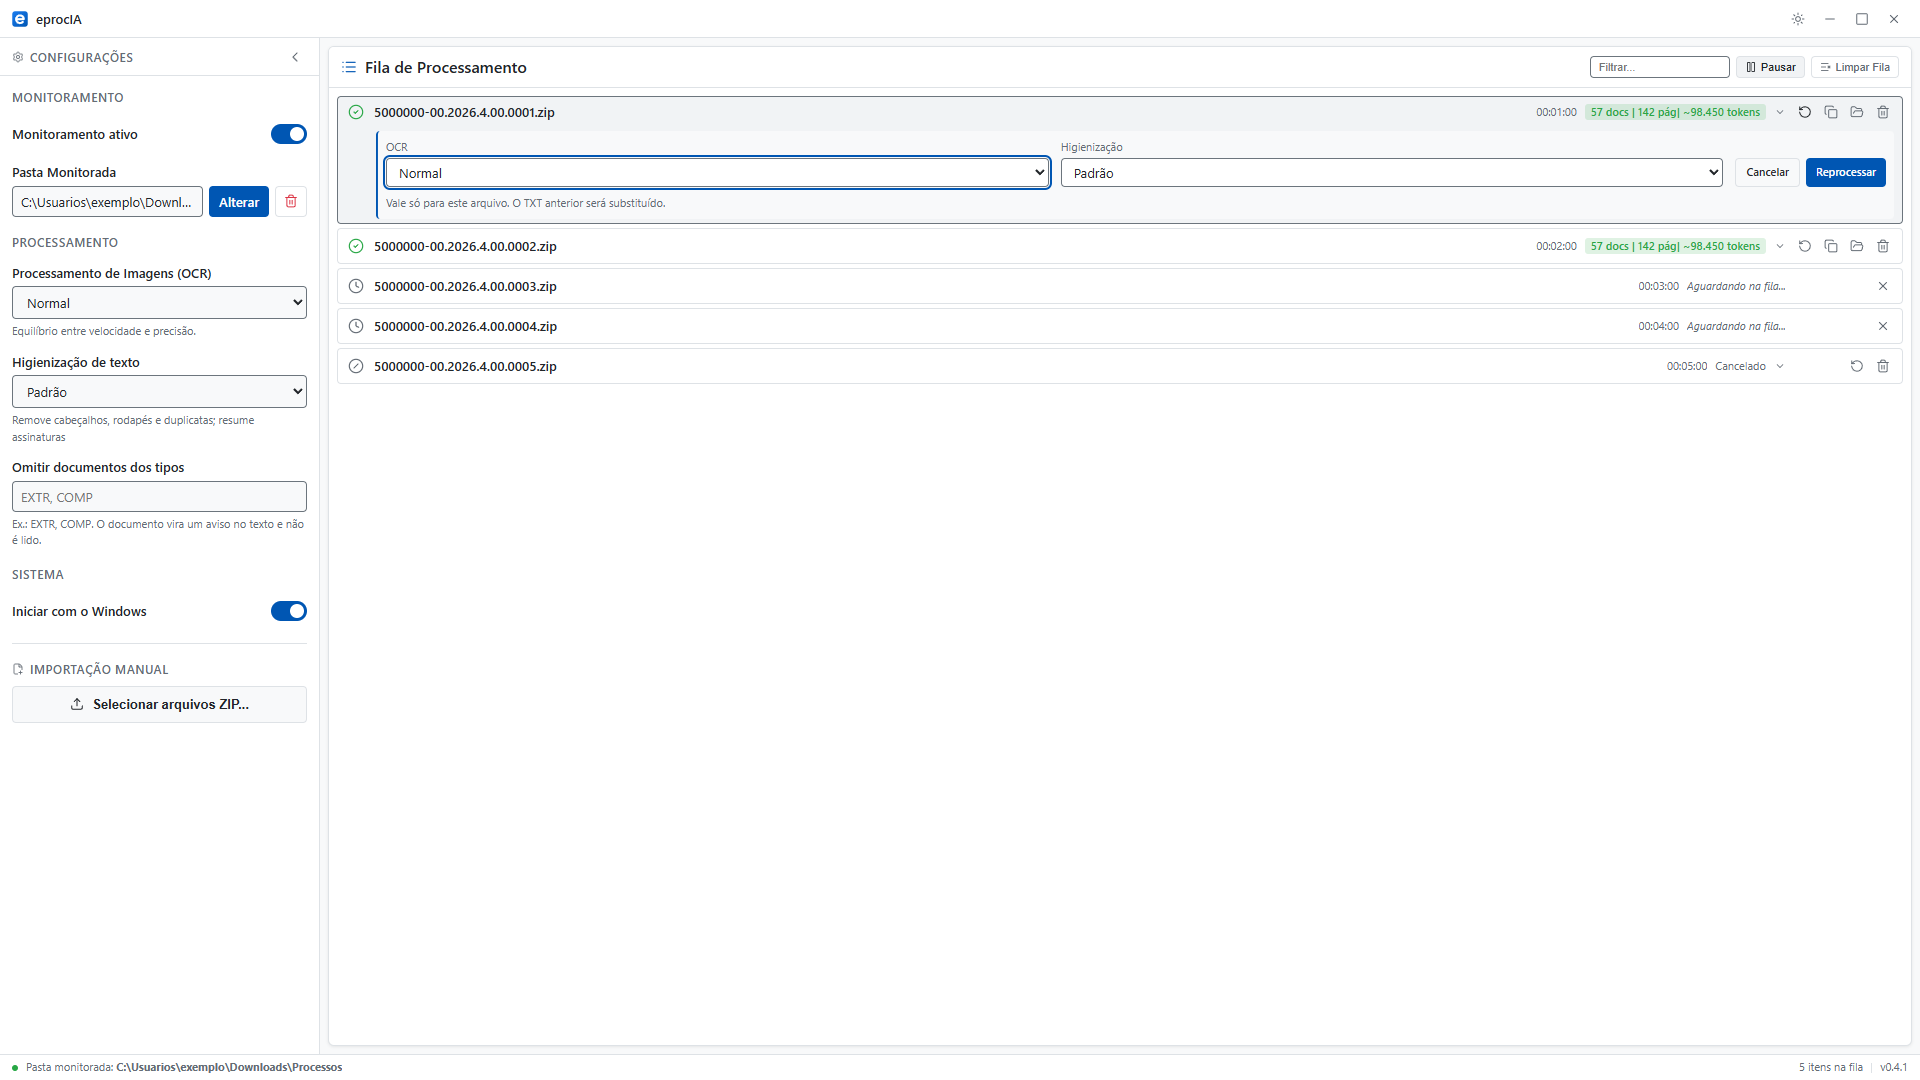 eprocIA
CONFIGURAÇÕES
MONITORAMENTO
Monitoramento ativo
Pasta Monitorada
C:\Usuarios\exemplo\Downl...
Alterar
PROCESSAMENTO
Processamento de Imagens (OCR)
Normal
Equilíbrio entre velocidade e precisão.
Higienização de texto
Padrão
Remove cabeçalhos, rodapés e duplicatas; resume
assinaturas
Omitir documentos dos tipos
EXTR, COMP
Ex.: EXTR, COMP. O documento vira um aviso no texto e não
é lido.
SISTEMA
Iniciar com o Windows
IMPORTAÇÃO MANUAL
Selecionar arquivos ZIP...
Fila de Processamento
Filtrar...
Pausar
Limpar Fila
5000000-00.2026.4.00.0001.zip
00:01:00
57 docs | 142 pág| ~98.450 tokens
OCR
Normal
Higienização
Padrão
Cancelar
Reprocessar
Vale só para este arquivo. O TXT anterior será substituído.
5000000-00.2026.4.00.0002.zip
00:02:00
57 docs | 142 pág| ~98.450 tokens
5000000-00.2026.4.00.0003.zip
00:03:00
Aguardando na fila...
5000000-00.2026.4.00.0004.zip
00:04:00
Aguardando na fila...
5000000-00.2026.4.00.0005.zip
00:05:00
Cancelado
Pasta monitorada: C:\Usuarios\exemplo\Downloads\Processos
5 itens na fila
v0.4.1